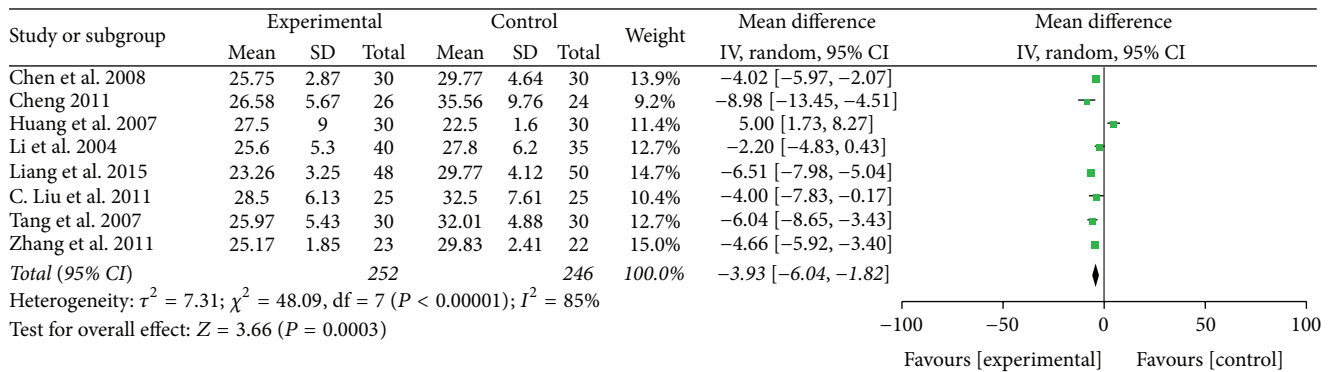 Study or subgroup Experimental Control Weight Mean difference Mean difference
Mean SD Total Mean SD Total IV, random, 95% CI IV, random, 95% CI
Chen et al. 2008 25.75 2.87 30 29.77 4.64 30 13.9% −4.02 [−5.97, −2.07]
Cheng 2011 26.58 5.67 26 35.56 9.76 24 9.2% −8.98 [−13.45, −4.51]
Huang et al. 2007 27.5 9 30 22.5 1.6 30 11.4% 5.00 [1.73, 8.27]
Li et al. 2004 25.6 5.3 40 27.8 6.2 35 12.7% −2.20 [−4.83, 0.43]
Liang et al. 2015 23.26 3.25 48 29.77 4.12 50 14.7% −6.51 [−7.98, −5.04]
C. Liu et al. 2011 28.5 6.13 25 32.5 7.61 25 10.4% −4.00 [−7.83, −0.17]
Tang et al. 2007 25.97 5.43 30 32.01 4.88 30 12.7% −6.04 [−8.65, −3.43]
Zhang et al. 2011 25.17 1.85 23 29.83 2.41 22 15.0% −4.66 [−5.92, −3.40]
Total (95% CI) 252 246 100.0% −3.93 [−6.04, −1.82]
Heterogeneity: τ² = 7.31; χ² = 48.09, df = 7 (P < 0.00001); I² = 85%
Test for overall effect: Z = 3.66 (P = 0.0003)
−100 −50 0 50 100
Favours [experimental] Favours [control]